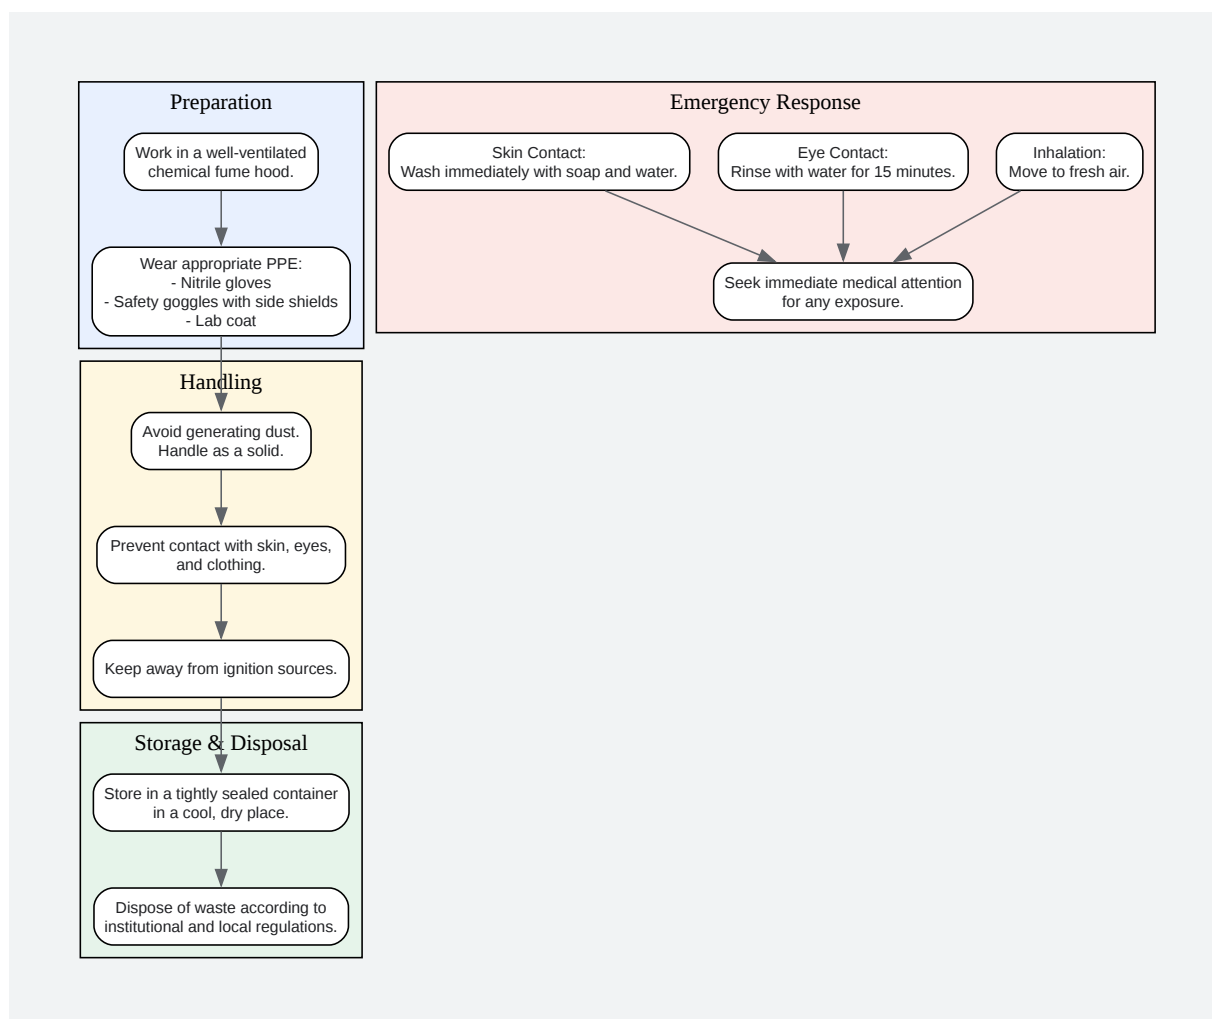 Preparation
Work in a well-ventilated
chemical fume hood.
Wear appropriate PPE:
- Nitrile gloves
- Safety goggles with side shields
- Lab coat
Handling
Avoid generating dust.
Handle as a solid.
Prevent contact with skin, eyes,
and clothing.
Keep away from ignition sources.
Storage & Disposal
Store in a tightly sealed container
in a cool, dry place.
Dispose of waste according to
institutional and local regulations.
Emergency Response
Skin Contact:
Wash immediately with soap and water.
Eye Contact:
Rinse with water for 15 minutes.
Inhalation:
Move to fresh air.
Seek immediate medical attention
for any exposure.